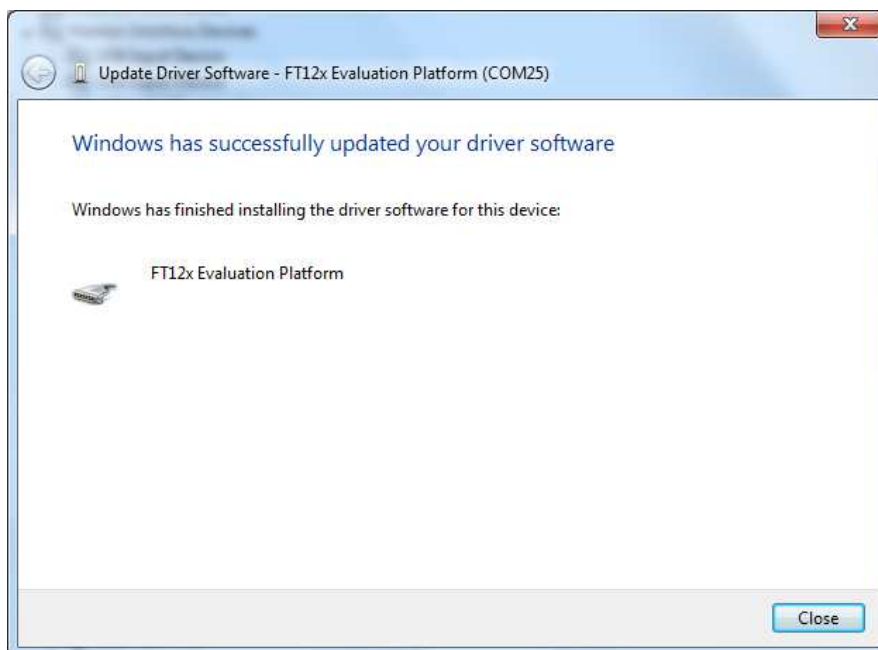 Update Driver Software - FT12x Evaluation Platform (COM25)
Windows has successfully updated your driver software
Windows has finished installing the driver software for this device:
FT12x Evaluation Platform
Close